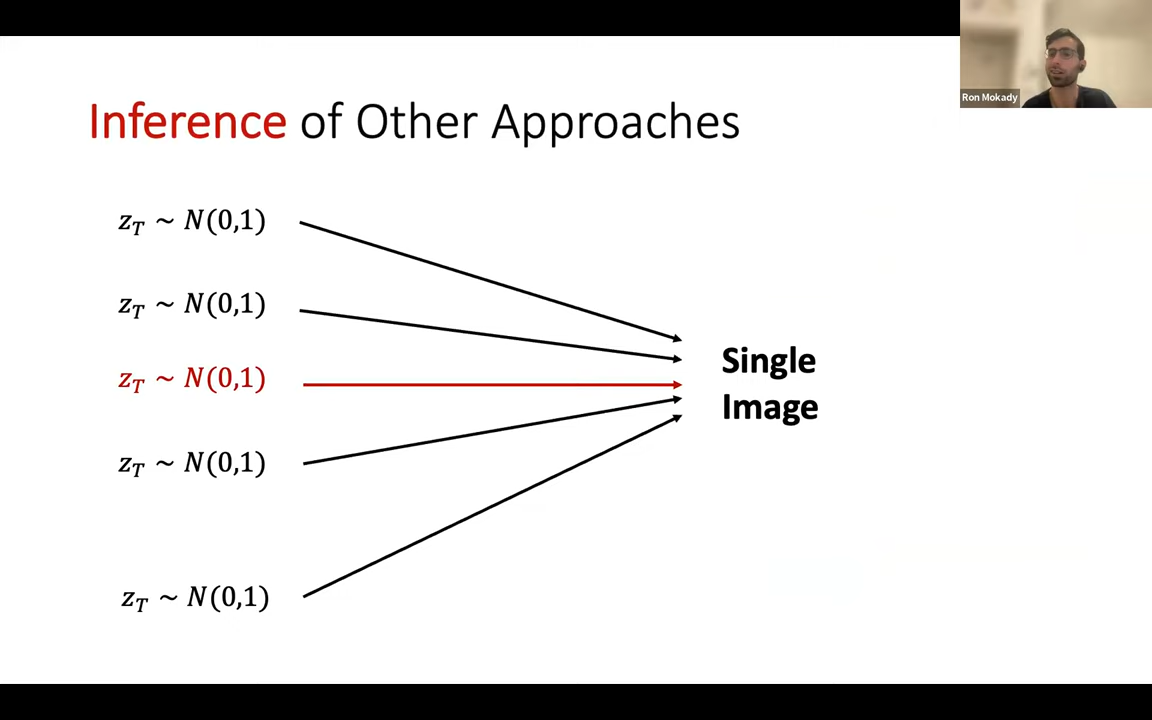 Ron Mokady
Inference of Other Approaches
z_T ~ N(0,1)
z_T ~ N(0,1)
z_T ~ N(0,1)
z_T ~ N(0,1)
z_T ~ N(0,1)
Single
Image